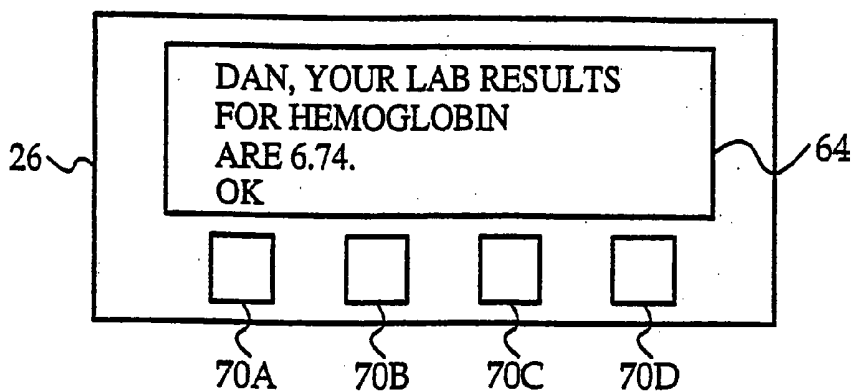 DAN, YOUR LAB RESULTS
FOR HEMOGLOBIN
ARE 6.74.
OK
26
64
70A 70B 70C 70D